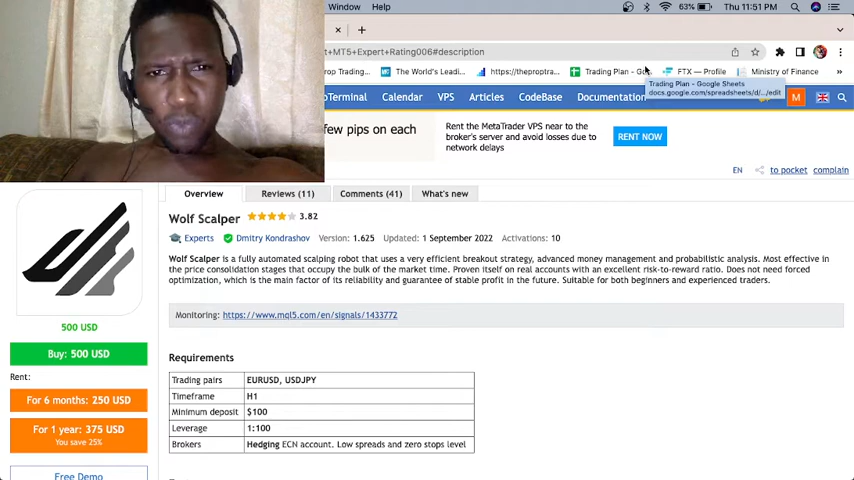 Window Help 63% Thu 11:51 PM
t+MT5+Expert+Rating006#description
rop Trading... The World's Leadi... https://theproptra... Trading Plan - Go... FTX — Profile Ministry of Finance »
Trading Plan - Google Sheets
docs.google.com/spreadsheets/d/.../edit
oTerminal Calendar VPS Articles CodeBase Documentation M
few pips on each
Rent the MetaTrader VPS near to the
broker's server and avoid losses due to
network delays
RENT NOW
EN to pocket complain
Overview Reviews (11) Comments (41) What's new
Wolf Scalper 3.82
Experts Dmitry Kondrashov Version: 1.625 Updated: 1 September 2022 Activations: 10
Wolf Scalper is a fully automated scalping robot that uses a very efficient breakout strategy, advanced money management and probabilistic analysis. Most effective in
the price consolidation stages that occupy the bulk of the market time. Proven itself on real accounts with an excellent risk-to-reward ratio. Does not need forced
optimization, which is the main factor of its reliability and guarantee of stable profit in the future. Suitable for both beginners and experienced traders.
Monitoring: https://www.mql5.com/en/signals/1433772
500 USD
Buy: 500 USD
Rent:
For 6 months: 250 USD
For 1 year: 375 USD
You save 25%
Free Demo
Requirements
Trading pairs EURUSD, USDJPY
Timeframe H1
Minimum deposit $100
Leverage 1:100
Brokers Hedging ECN account. Low spreads and zero stops level